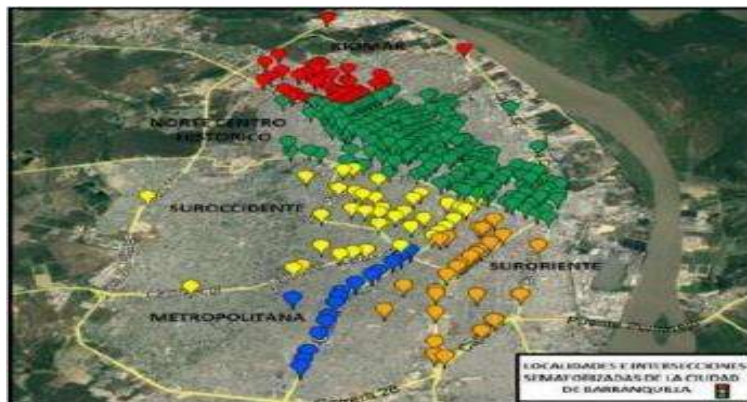 RIOMAR
NORTE CENTRO
HISTORICO
SUROCCIDENTE
SURORIENTE
METROPOLITANA
LOCALIDADES E INTERSECCIONES
SEMAFORIZADAS DE LA CIUDAD
DE BARRANQUILLA